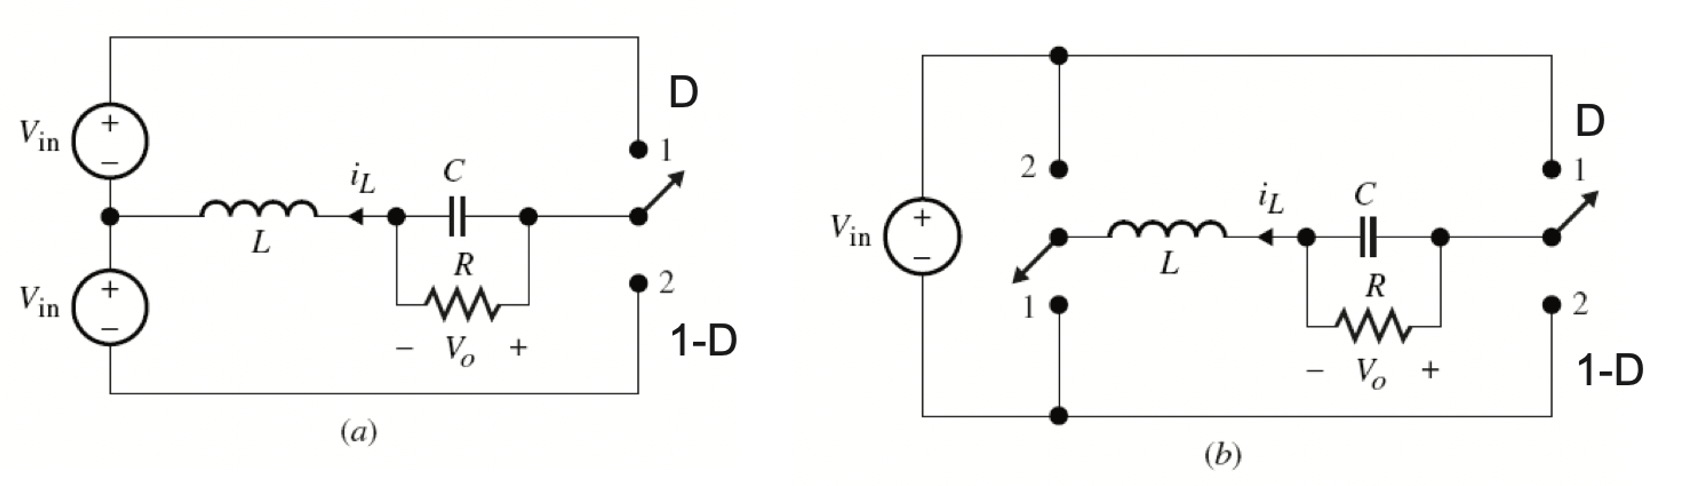 D
V_in + −
1
i_L C
L
R
V_in + −
2
− V_o +
1-D
(a)
D
2
1
i_L C
V_in + −
L
R
1
2
− V_o +
1-D
(b)